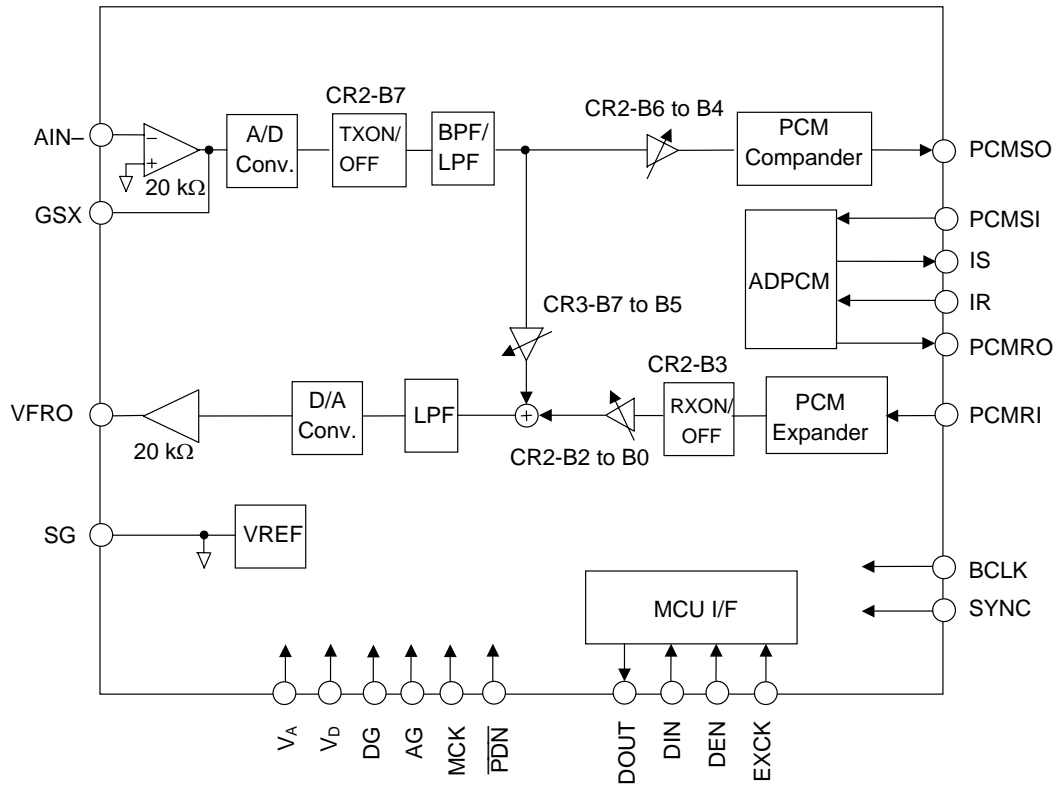 CR2-B7
CR2-B6 to B4
AIN–
−
+
20 kΩ
GSX
A/D
Conv.
TXON/
OFF
BPF/
LPF
PCM
Compander
PCMSO
PCMSI
IS
IR
PCMRO
ADPCM
CR3-B7 to B5
CR2-B3
VFRO
20 kΩ
D/A
Conv.
LPF
+
CR2-B2 to B0
RXON/
OFF
PCM
Expander
PCMRI
SG
VREF
BCLK
SYNC
MCU I/F
VA
VD
DG
AG
MCK
PDN
DOUT
DIN
DEN
EXCK